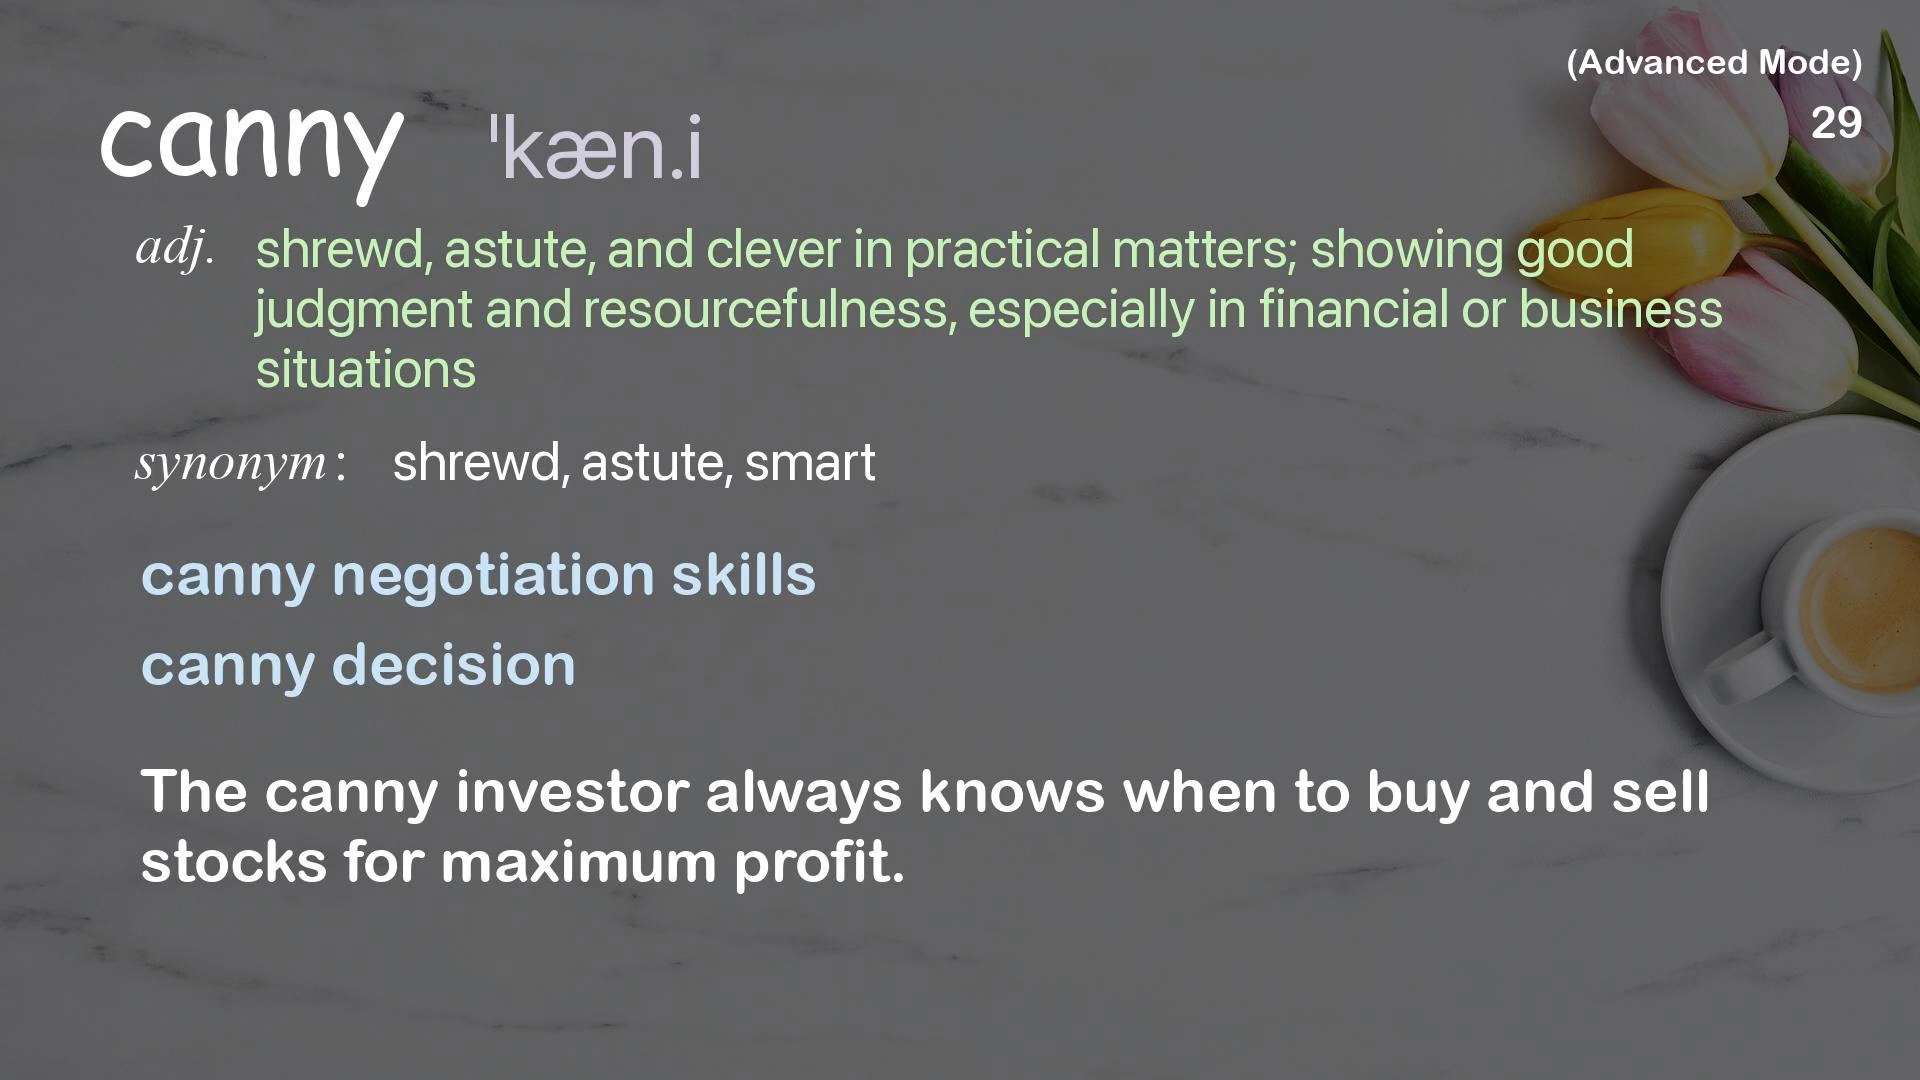 (Advanced Mode)
29
canny ˈkæn.i
adj. shrewd, astute, and clever in practical matters; showing good
judgment and resourcefulness, especially in financial or business
situations
synonym: shrewd, astute, smart
canny negotiation skills
canny decision
The canny investor always knows when to buy and sell
stocks for maximum profit.